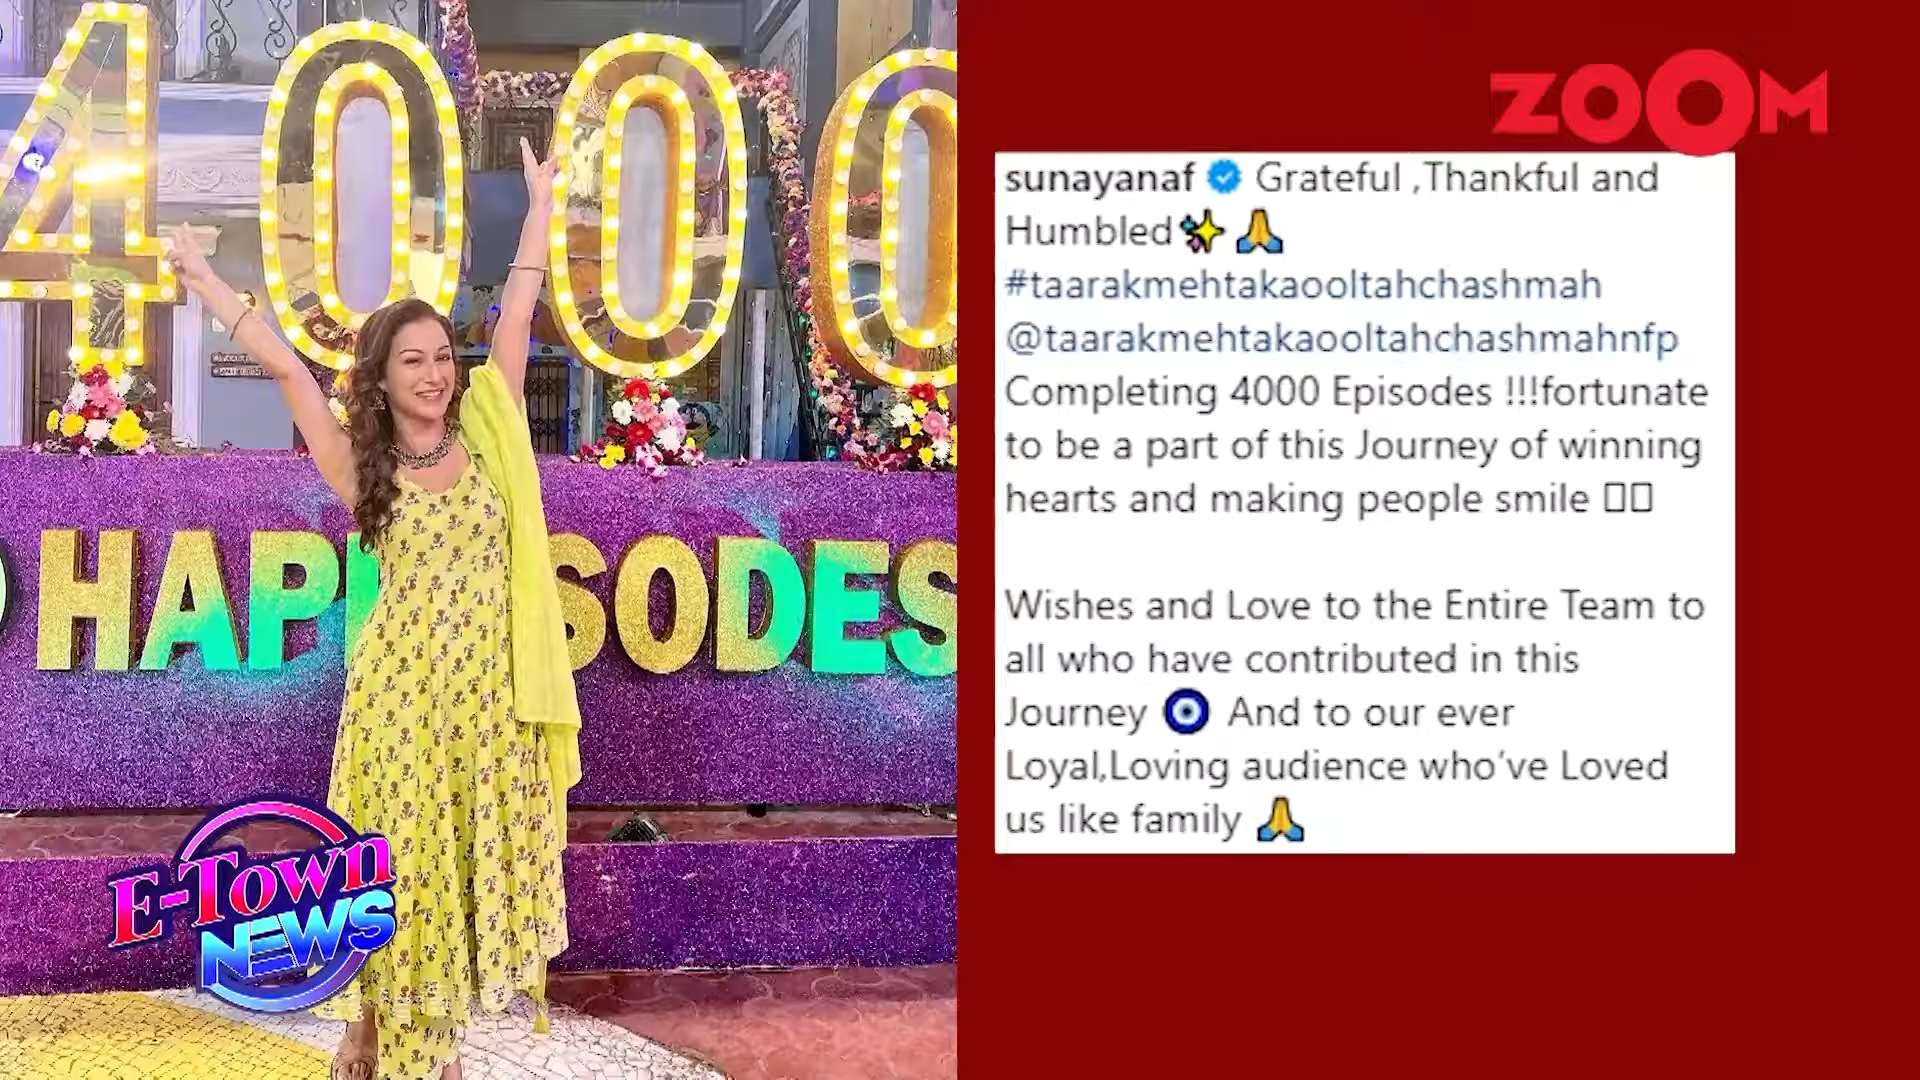 4000
HAPP SODES
E-TOWN
NEWS
ZOOM
sunayanaf Grateful ,Thankful and
Humbled✨🙏
#taarakmehtakaooltahchashmah
@taarakmehtakaooltahchashmahnfp
Completing 4000 Episodes !!!fortunate
to be a part of this Journey of winning
hearts and making people smile
Wishes and Love to the Entire Team to
all who have contributed in this
Journey 🧿 And to our ever
Loyal,Loving audience who've Loved
us like family 🙏